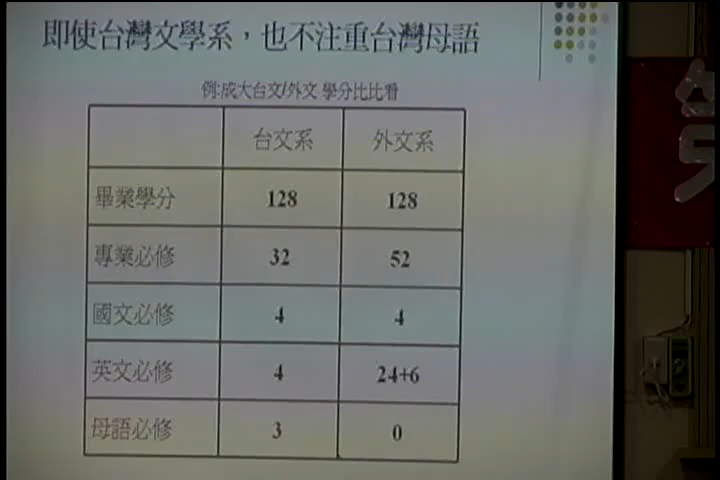 即使台灣文學系，也不注重台灣母語
例:成大台文/外文 學分比比看
台文系 外文系
畢業學分 128 128
專業必修 32 52
國文必修 4 4
英文必修 4 24+6
母語必修 3 0